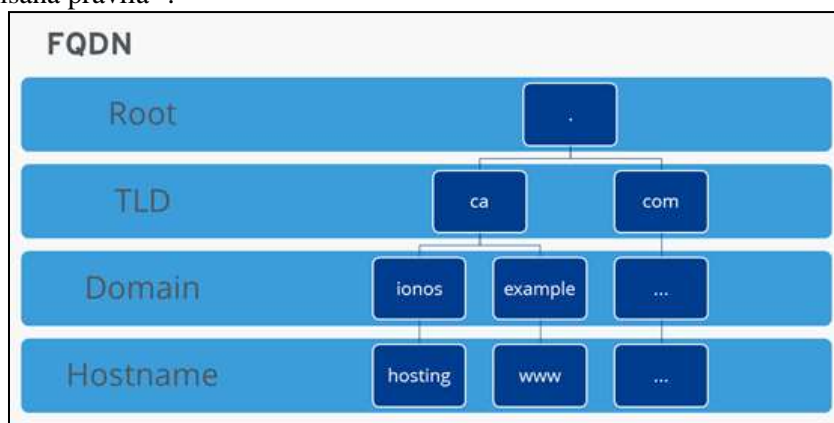 FQDN
Root .
TLD ca com
Domain ionos example ...
Hostname hosting www ...